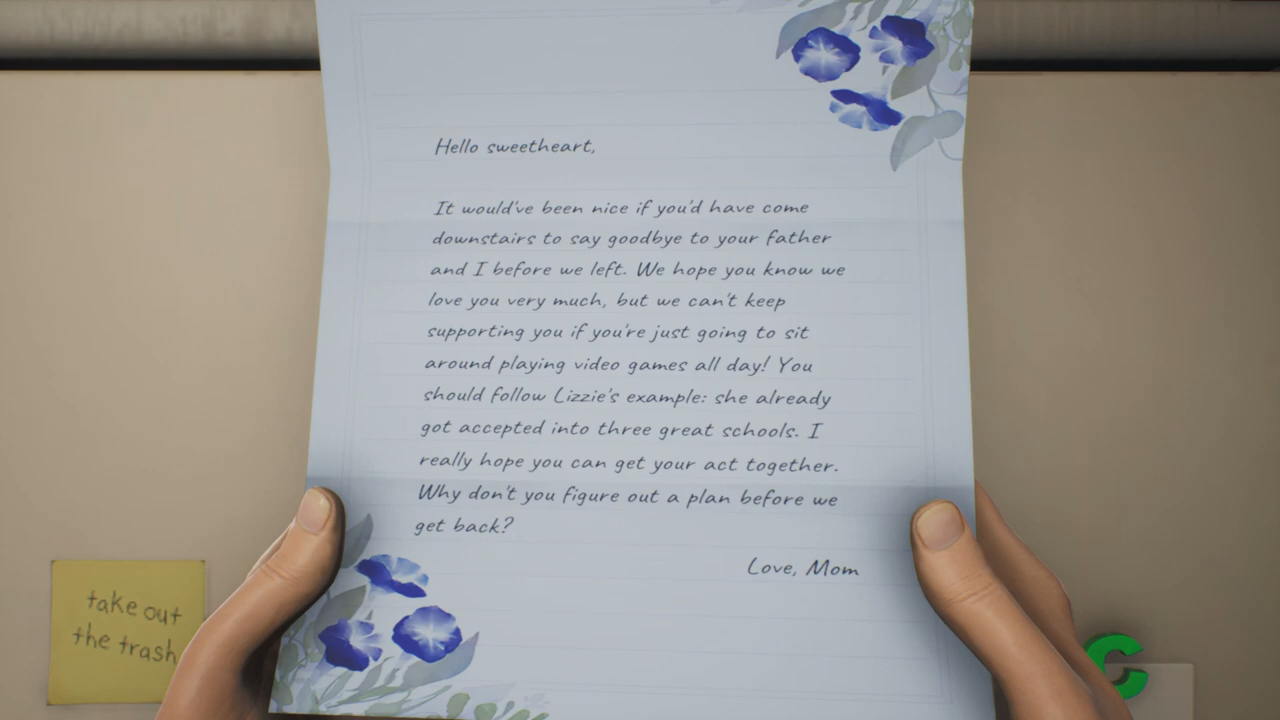 Hello sweetheart,
It would've been nice if you'd have come
downstairs to say goodbye to your father
and I before we left. We hope you know we
love you very much, but we can't keep
supporting you if you're just going to sit
around playing video games all day! You
should follow Lizzie's example: she already
got accepted into three great schools. I
really hope you can get your act together.
Why don't you figure out a plan before we
get back?
Love, Mom
take out
the trash
C